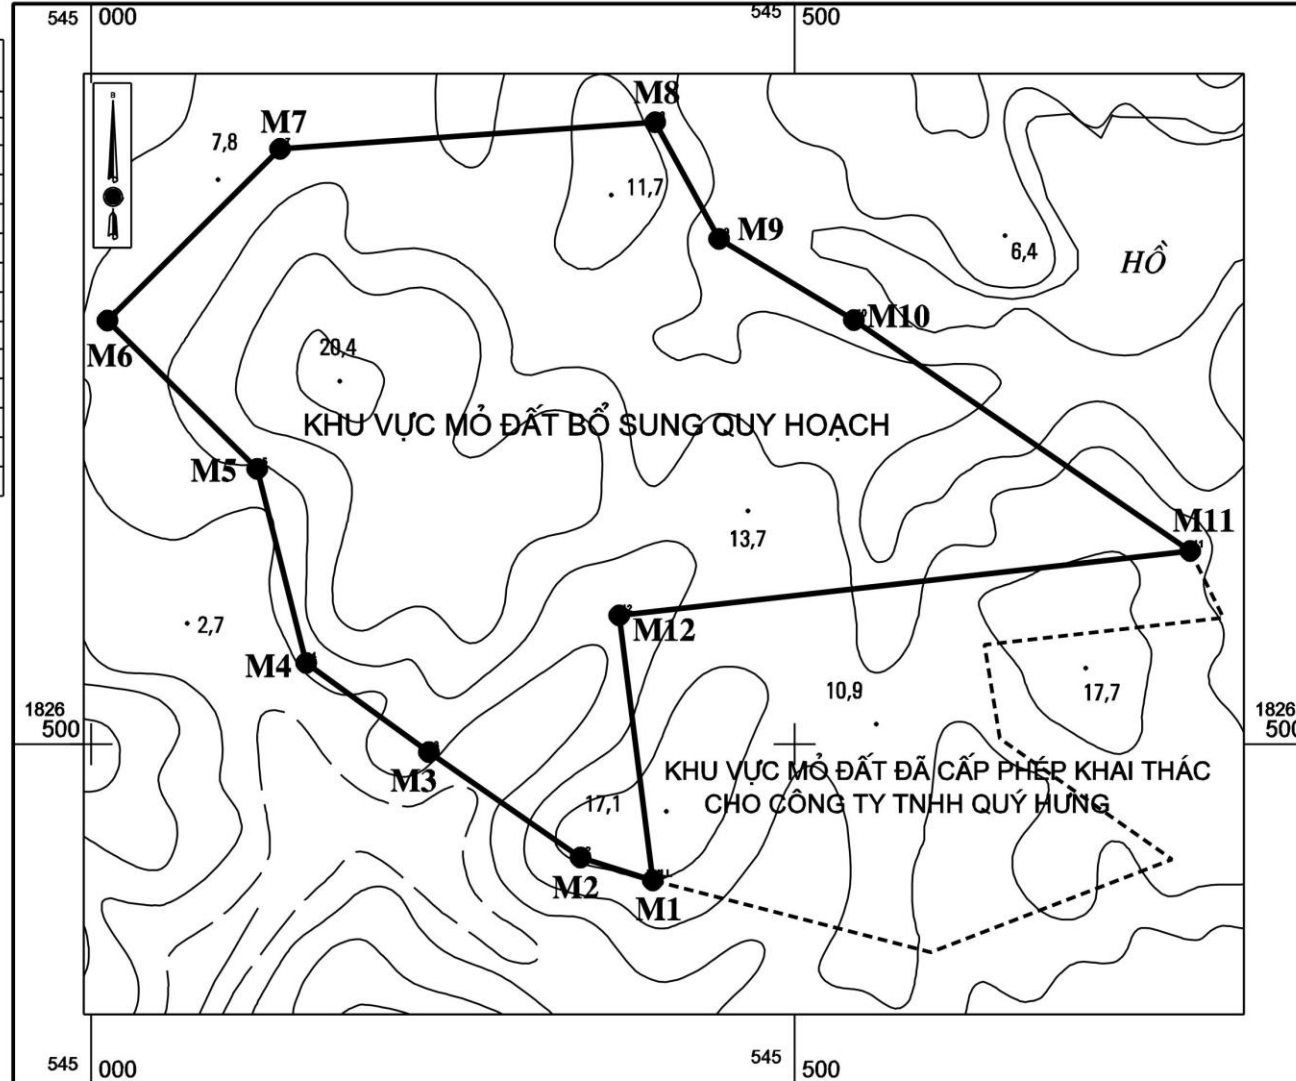 545 000 545 500
B
M8
M7
7,8
11,7
M9
6,4
HỒ
M10
M6
20,4
KHU VỰC MỎ ĐẤT BỔ SUNG QUY HOẠCH
M5
M11
13,7
2,7
M12
M4
17,7
10,9
1826 500
1826 500
KHU VỰC MỎ ĐẤT ĐÃ CẤP PHÉP KHAI THÁC
M3
17,1
CHO CÔNG TY TNHH QUÝ HƯNG
M2
M1
545 000 545 500